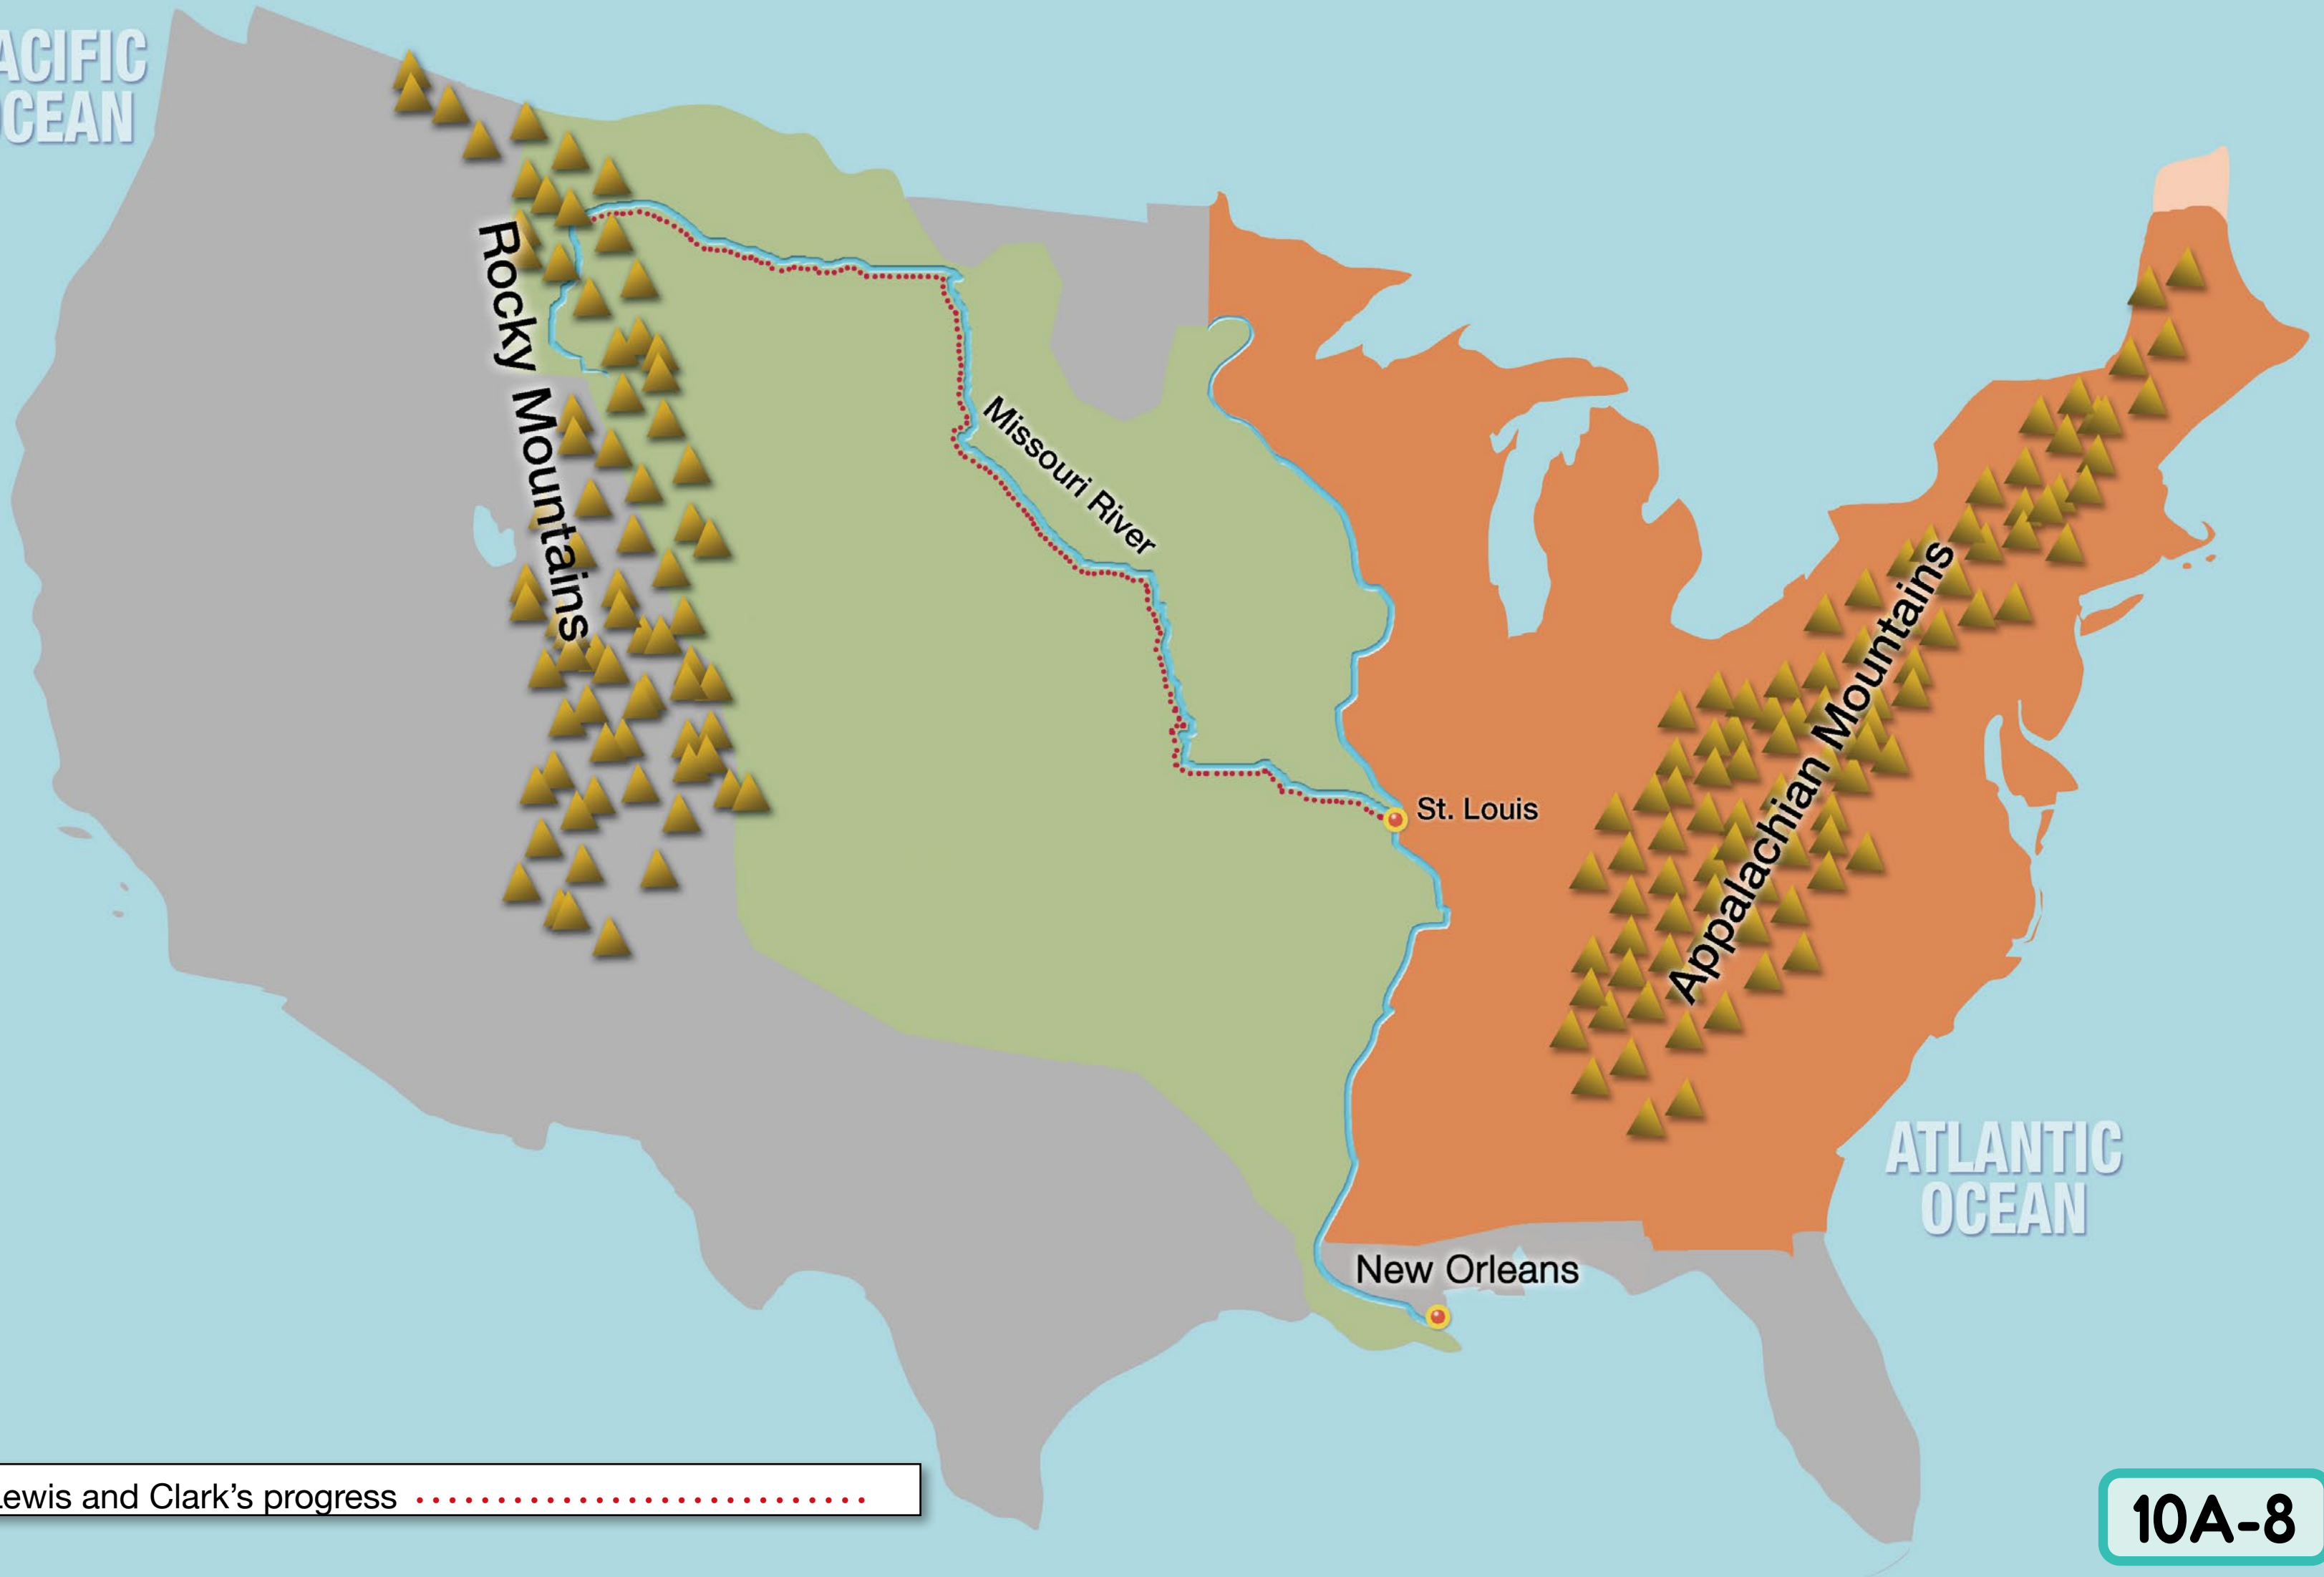 ACIFIC
CEAN
Rocky Mountains
Missouri River
St. Louis
Appalachian Mountains
ATLANTIC
OCEAN
New Orleans
ewis and Clark's progress
10A-8